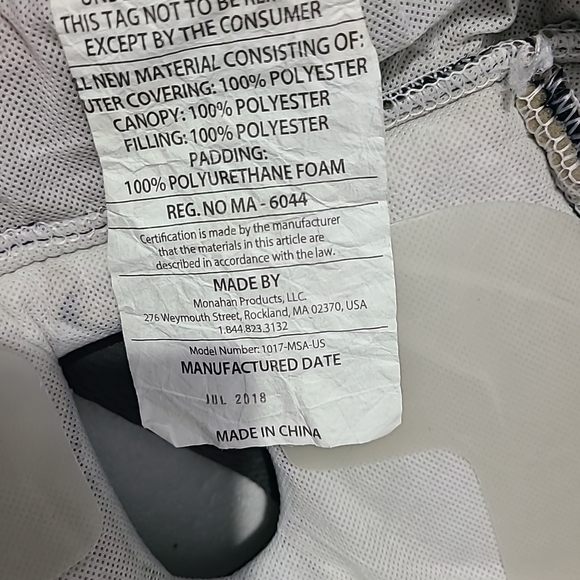 THIS TAG NOT TO BE
EXCEPT BY THE CONSUMER
NEW MATERIAL CONSISTING OF:
COVERING: 100% POLYESTER
CANOPY: 100% POLYESTER
FILLING: 100% POLYESTER
PADDING:
100% POLYURETHANE FOAM
REG. NO MA - 6044
Certification is made by the manufacturer
that the materials in this article are
described in accordance with the law.
MADE BY
Monahan Products, LLC.
276 Weymouth Street, Rockland, MA 02370, USA
1.844.823.3132
Model Number: 1017-MSA-US
MANUFACTURED DATE
JUL 2018
MADE IN CHINA